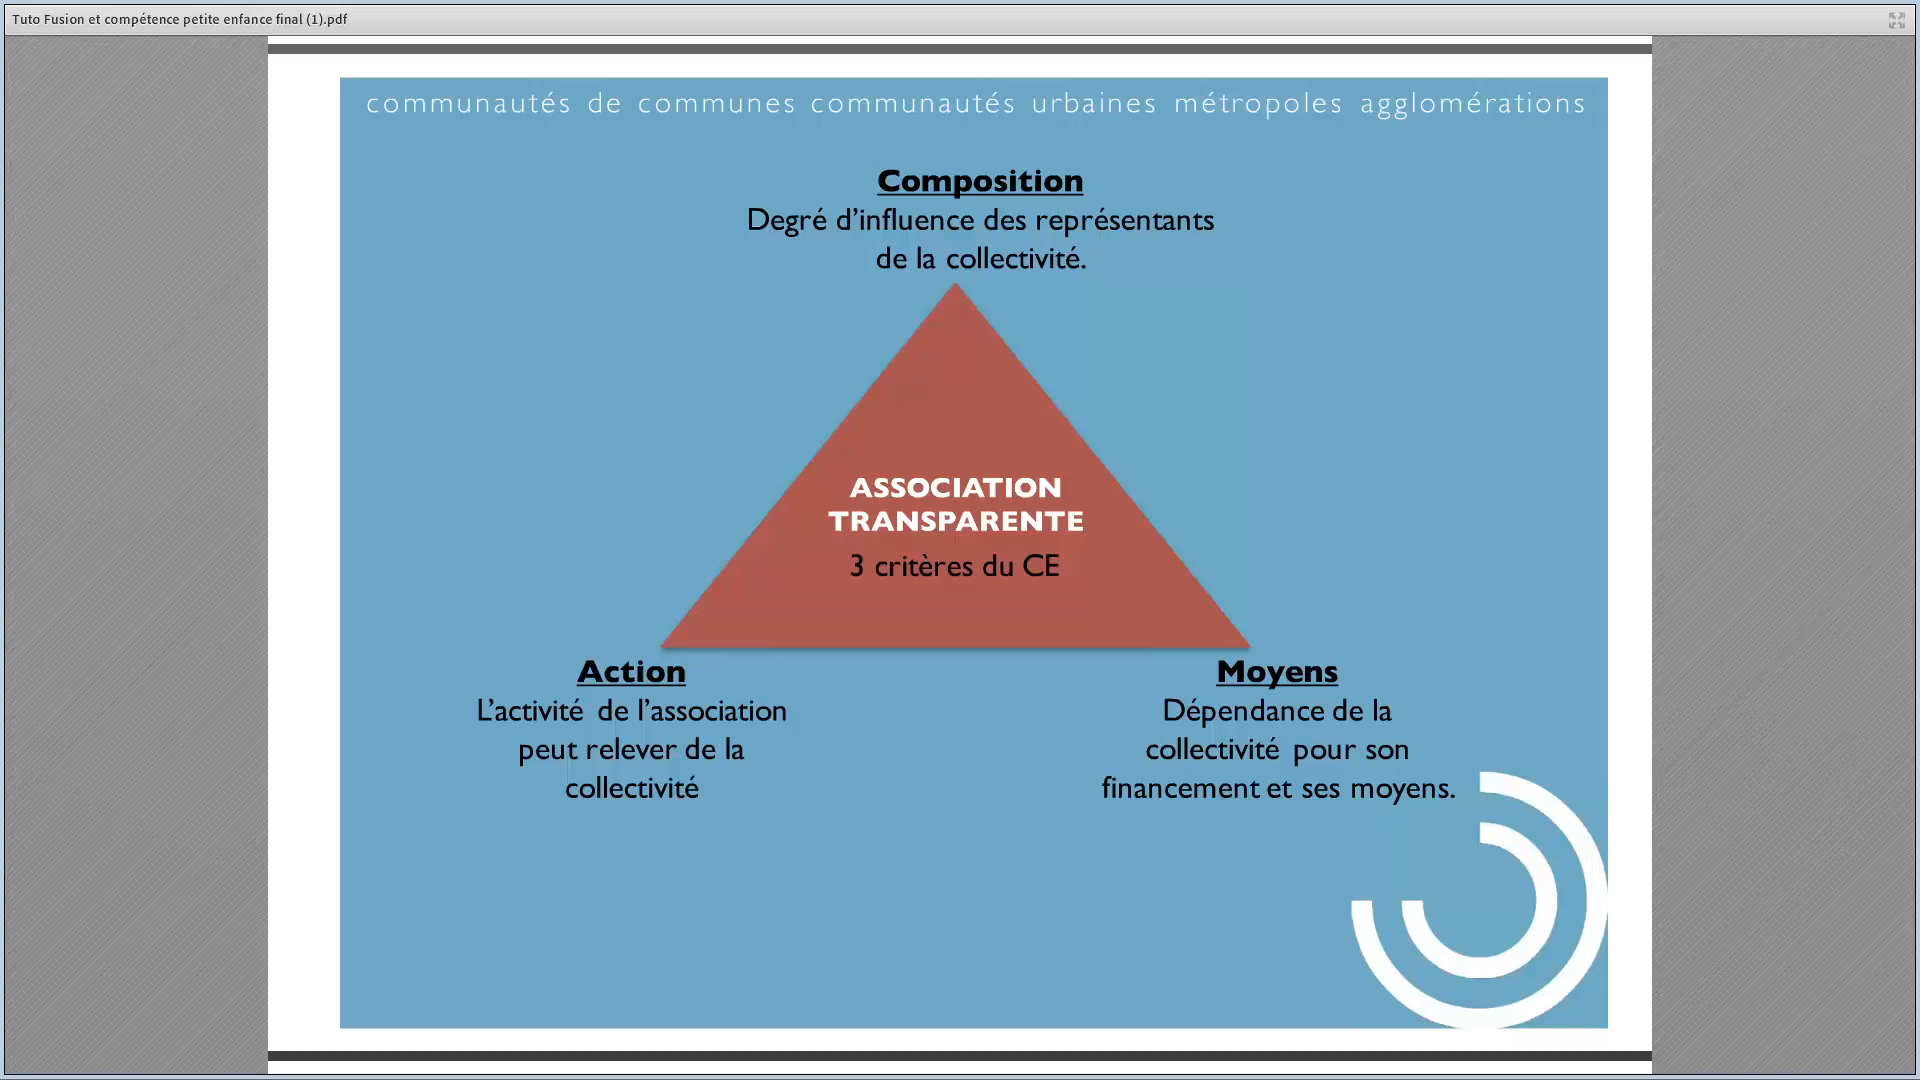 Tuto Fusion et compétence petite enfance final (1).pdf
communautés de communes communautés urbaines métropoles agglomérations
Composition
Degré d’influence des représentants
de la collectivité.
ASSOCIATION
TRANSPARENTE
3 critères du CE
Action
L’activité de l’association
peut relever de la
collectivité
Moyens
Dépendance de la
collectivité pour son
financement et ses moyens.